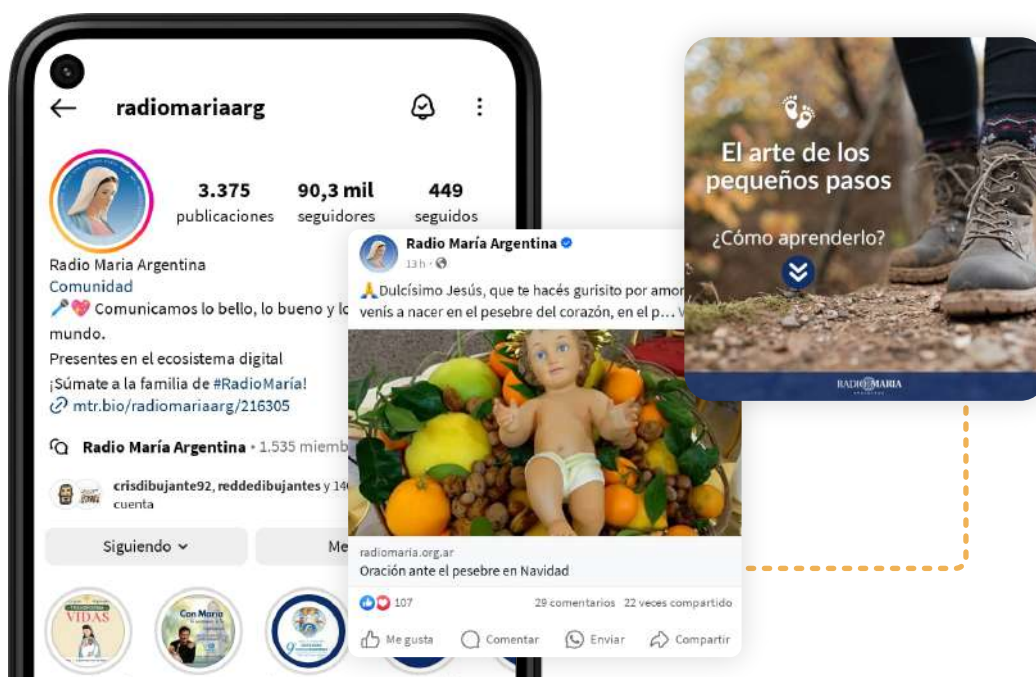 radiomariaarg
3.375
publicaciones
90,3 mil
seguidores
449
seguidos
Radio Maria Argentina
Comunidad
🎤💖 Comunicamos lo bello, lo bueno y lo
mundo.
Presentes en el ecosistema digital
¡Súmate a la familia de #RadioMaría!
mtr.bio/radiomariaarg/216305
Radio María Argentina · 1.535 miemb
crisdibujante92, reddedibujantes y 14
cuenta
Siguiendo
Me
VIDAS
Con María
Radio María Argentina
13 h
🙏Dulcísimo Jesús, que te hacés gurisito por amor
venís a nacer en el pesebre del corazón, en el p...
radiomaria.org.ar
Oración ante el pesebre en Navidad
107
29 comentarios 22 veces compartido
Me gusta
Comentar
Enviar
Compartir
El arte de los
pequeños pasos
¿Cómo aprenderlo?
RADIO MARIA